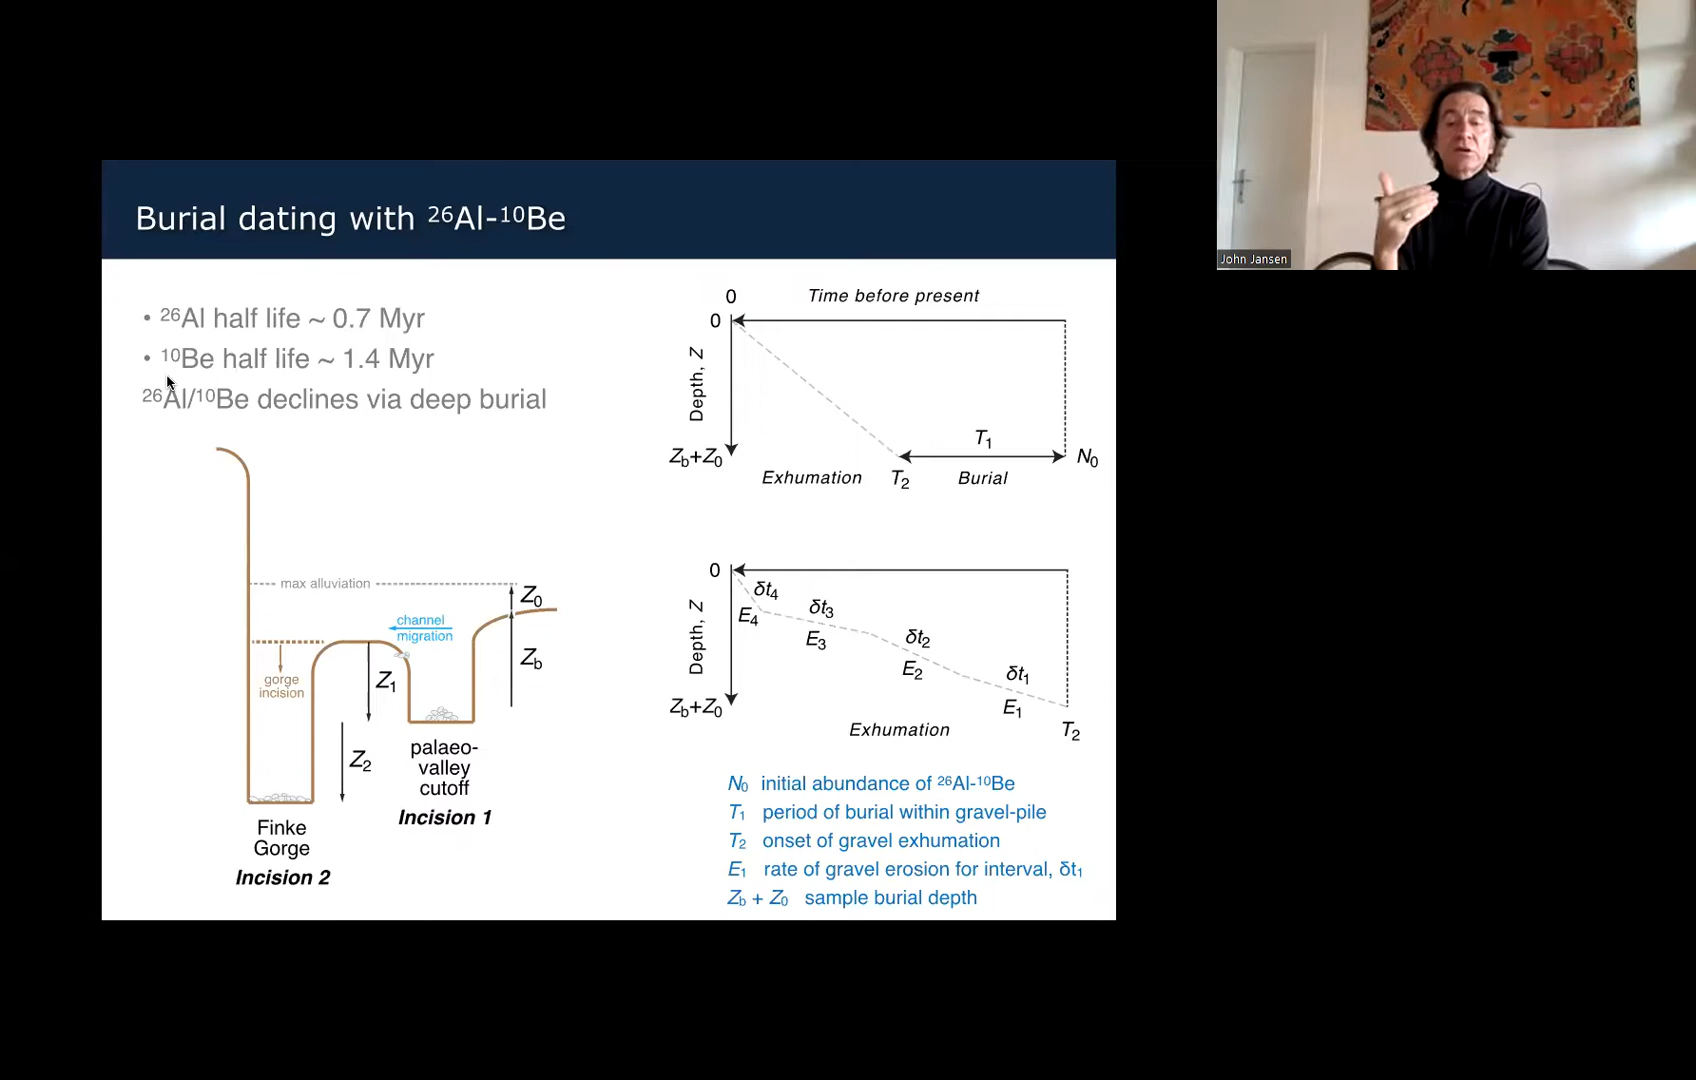 Burial dating with ²⁶Al-¹⁰Be
• ²⁶Al half life ~ 0.7 Myr
• ¹⁰Be half life ~ 1.4 Myr
²⁶Al/¹⁰Be declines via deep burial
max alluviation
Z₀
channel
migration
Z_b
gorge
incision
Z₁
Z₂
palaeo-
valley
cutoff
Incision 1
Finke
Gorge
Incision 2
0
Time before present
0
Depth, Z
T₁
Z_b+Z₀
N₀
Exhumation
T₂
Burial
0
δt₄
E₄
δt₃
E₃
Depth, Z
δt₂
E₂
δt₁
E₁
Z_b+Z₀
Exhumation
T₂
N₀ initial abundance of ²⁶Al-¹⁰Be
T₁ period of burial within gravel-pile
T₂ onset of gravel exhumation
E₁ rate of gravel erosion for interval, δt₁
Z_b + Z₀ sample burial depth
John Jansen